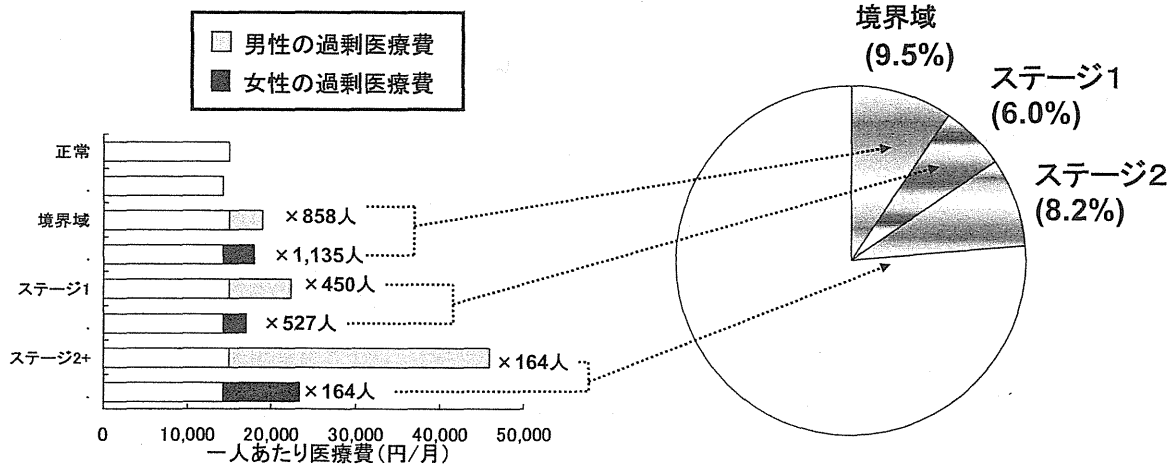 男性の過剰医療費
女性の過剰医療費
正常
境界域
×858人
×1,135人
ステージ1
×450人
×527人
ステージ2+
×164人
×164人
0 10,000 20,000 30,000 40,000 50,000
一人あたり医療費(円/月)
境界域
(9.5%)
ステージ1
(6.0%)
ステージ2
(8.2%)